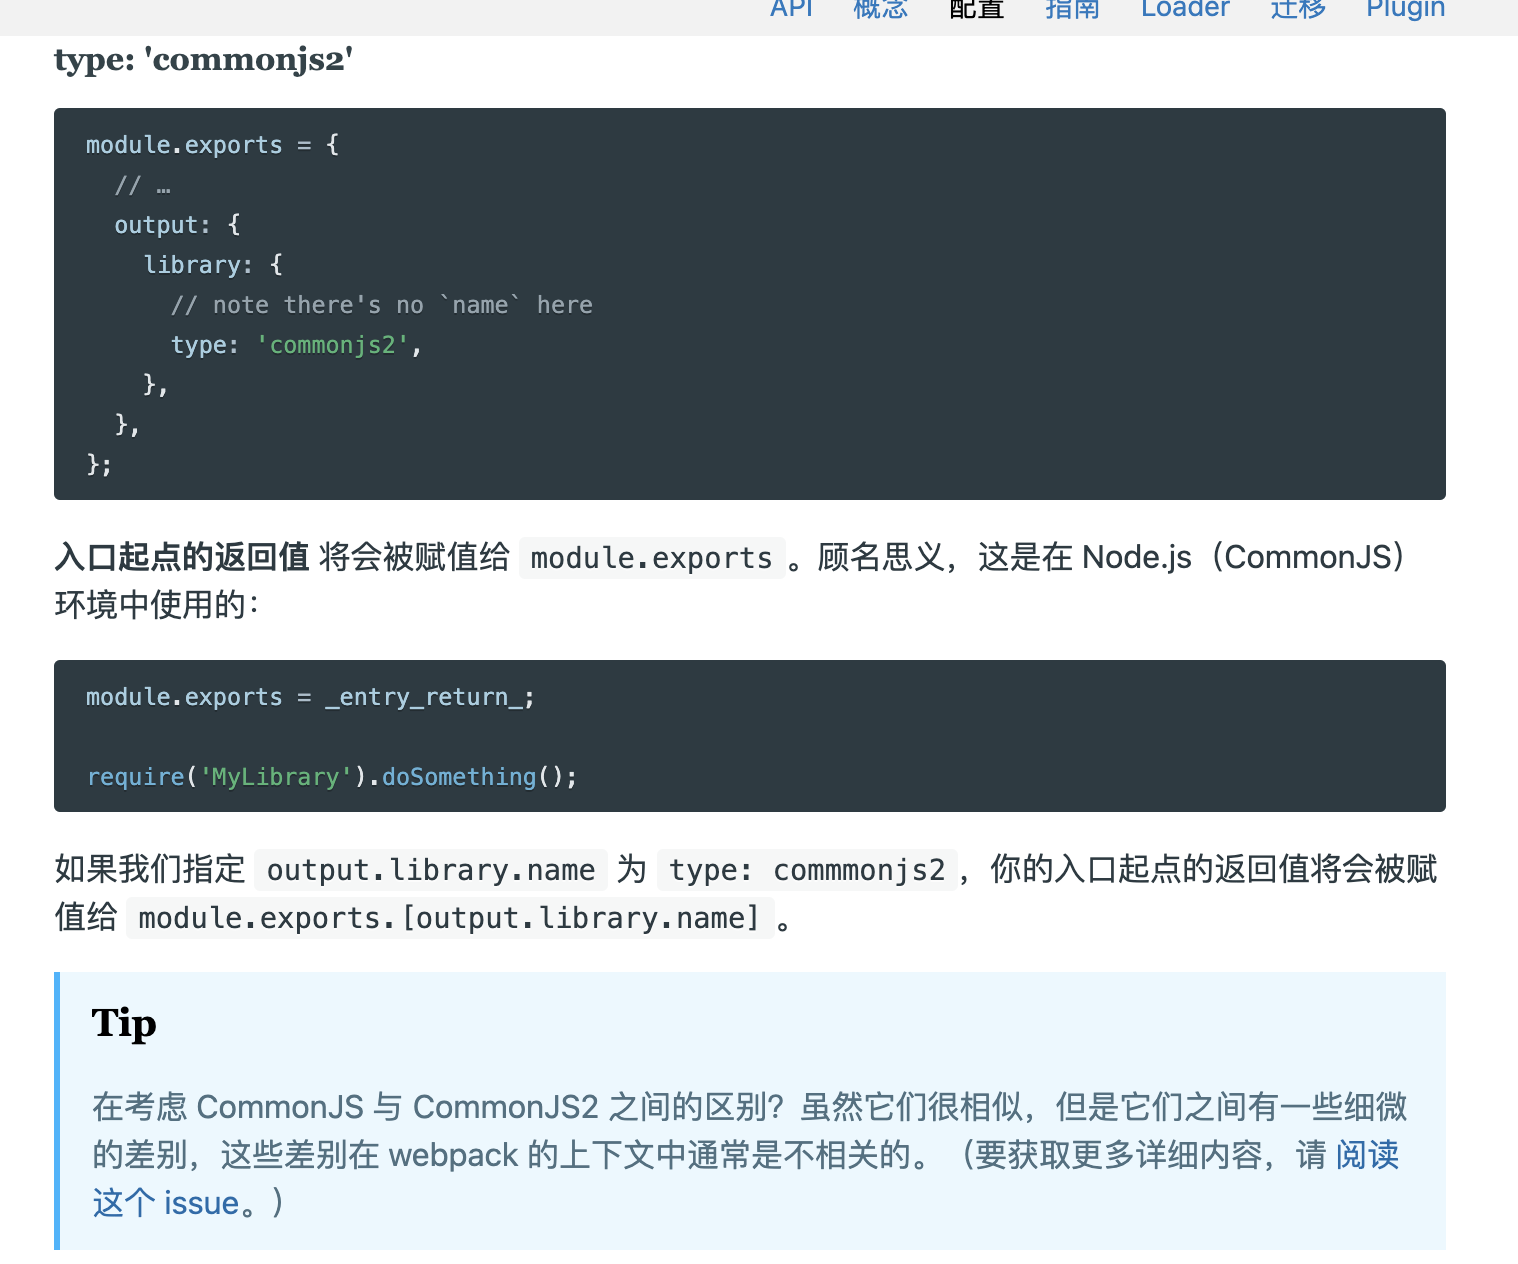 API 概念 配置 指南 Loader 迁移 Plugin
type: 'commonjs2'
module.exports = {
  // …
  output: {
    library: {
      // note there's no `name` here
      type: 'commonjs2',
    },
  },
};
入口起点的返回值 将会被赋值给 module.exports 。顾名思义，这是在 Node.js（CommonJS）
环境中使用的：
module.exports = _entry_return_;
require('MyLibrary').doSomething();
如果我们指定 output.library.name 为 type: commmonjs2，你的入口起点的返回值将会被赋
值给 module.exports.[output.library.name] 。
Tip
在考虑 CommonJS 与 CommonJS2 之间的区别？虽然它们很相似，但是它们之间有一些细微
的差别，这些差别在 webpack 的上下文中通常是不相关的。（要获取更多详细内容，请 阅读
这个 issue。）